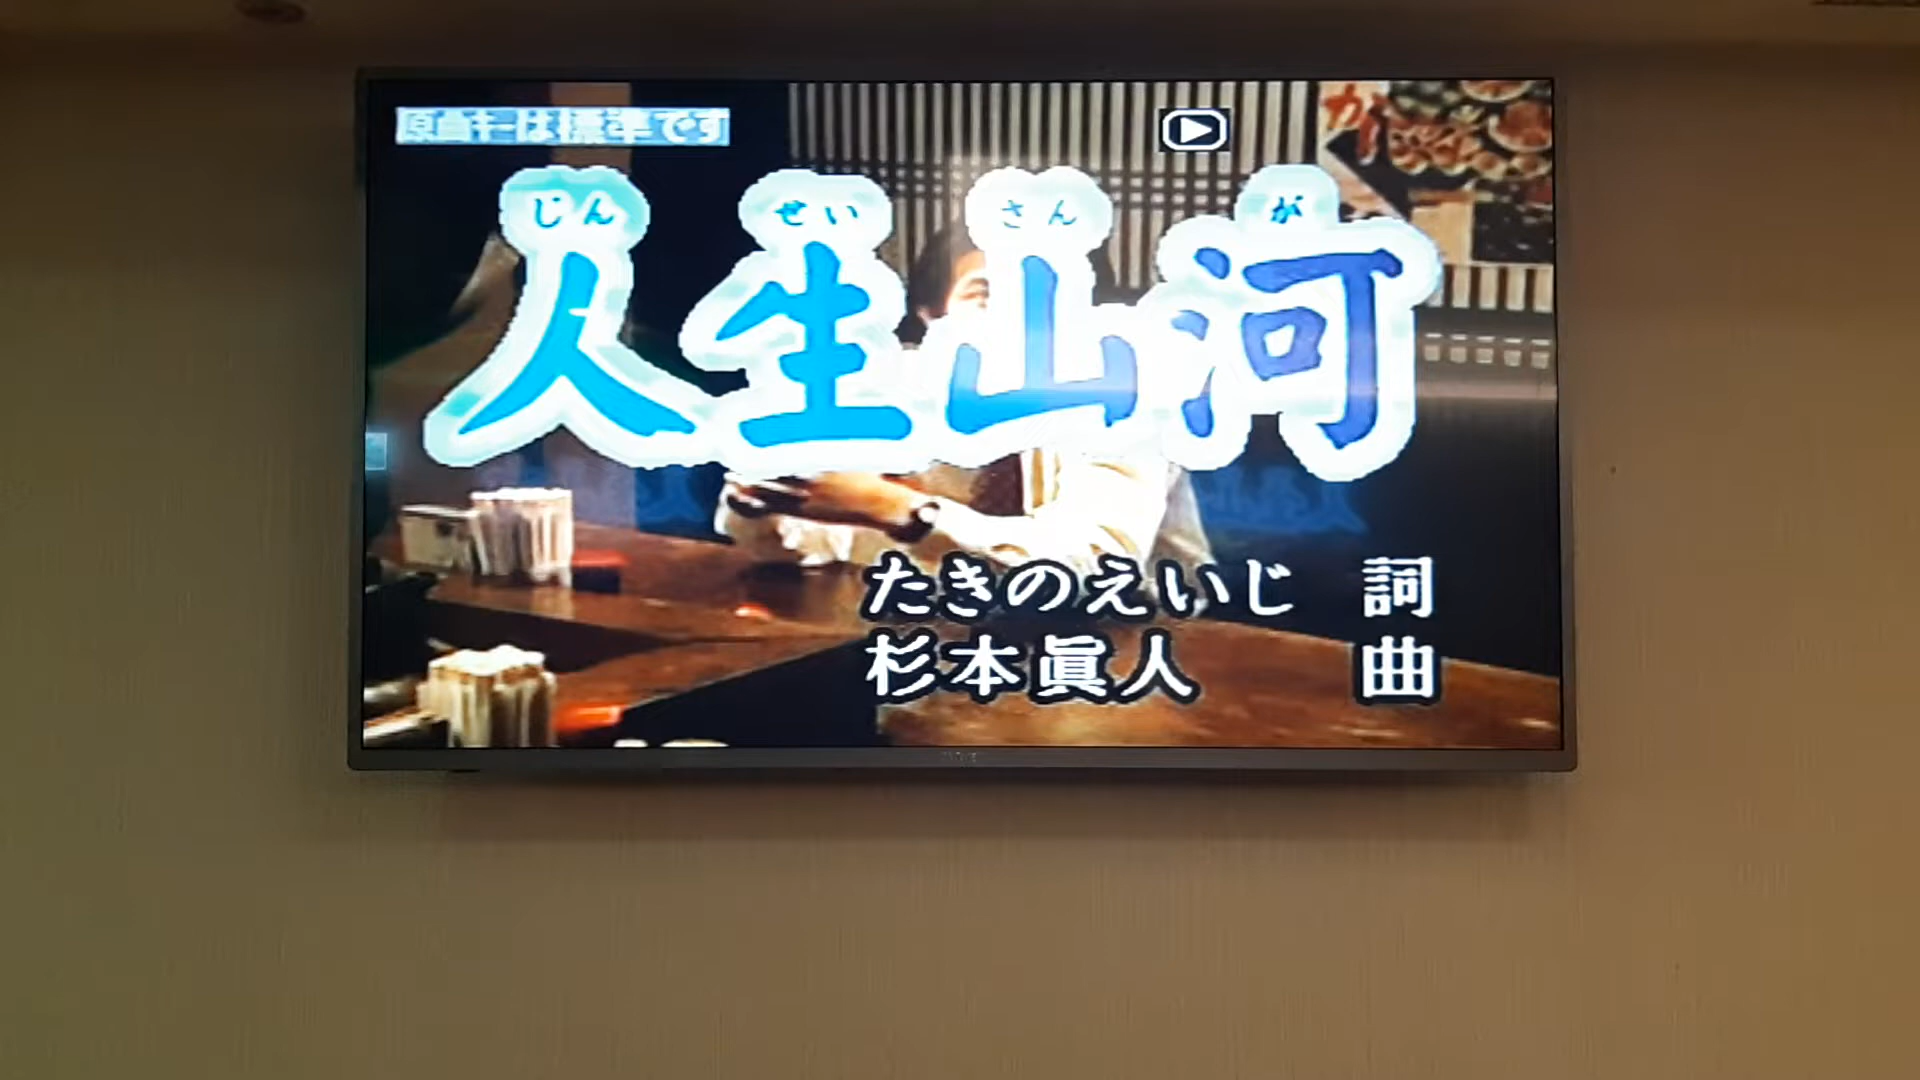 原曲キーは標準です
じん せい さん が
人生山河
たきのえいじ 詞
杉本眞人 曲